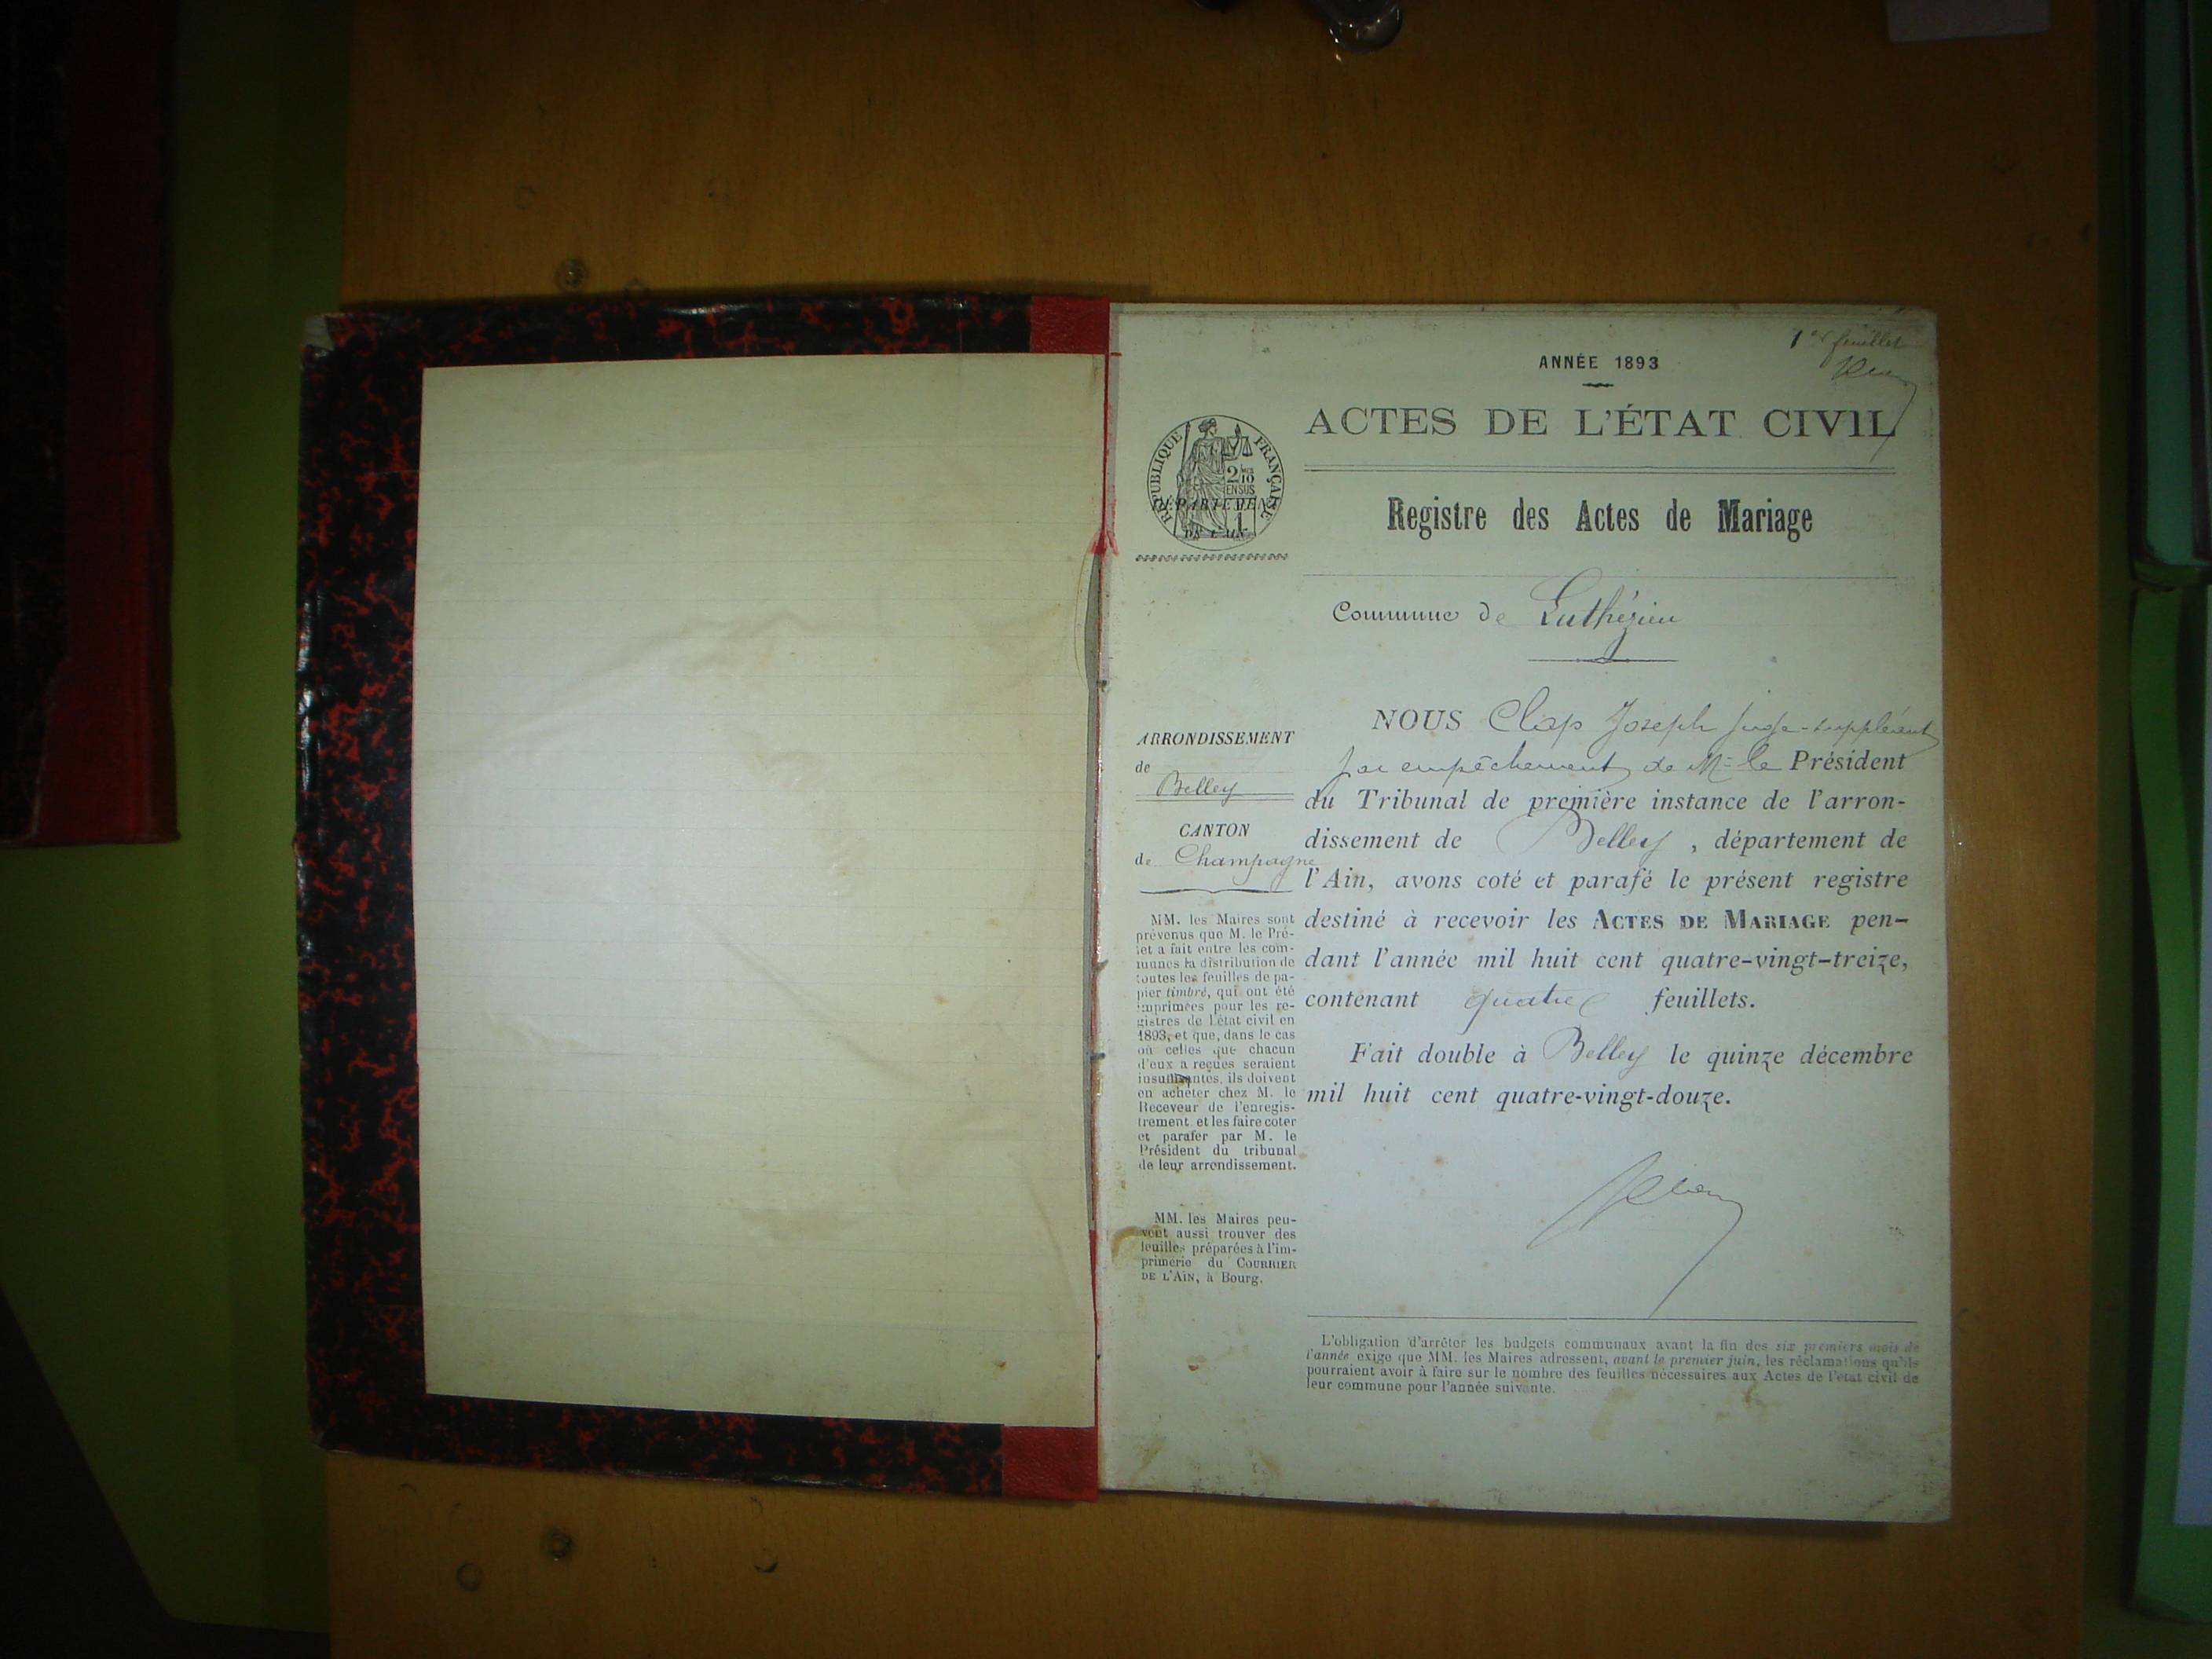 1er feuillet
ANNÉE 1893
ACTES DE L'ÉTAT CIVIL
RÉPUBLIQUE FRANÇAISE
2/10
EN SUS
DÉPARTEMENT
DE L'AIN
Registre des Actes de Mariage
Commune de Luthézieu
ARRONDISSEMENT
de
Belley
CANTON
de Champagne
MM. les Maires sont
prévenus que M. le Pré-
fet a fait entre les com-
munes la distribution de
toutes les feuilles de pa-
pier timbré, qui ont été
imprimées pour les re-
gistres de l'état civil en
1893, et que, dans le cas
où celles que chacun
d'eux a reçues seraient
insuffisantes, ils doivent
en acheter chez M. le
Receveur de l'enregis-
trement et les faire coter
et parafer par M. le
Président du tribunal
de leur arrondissement.
MM. les Maires peu-
vent aussi trouver des
feuilles préparées à l'im-
primerie du COURRIER
DE L'AIN, à Bourg.
NOUS Clap Joseph Juge-suppléant
par empêchement de Mr le Président
du Tribunal de première instance de l'arron-
dissement de Belley, département de
l'Ain, avons coté et parafé le présent registre
destiné à recevoir les ACTES DE MARIAGE pen-
dant l'année mil huit cent quatre-vingt-treize,
contenant quatre feuillets.
Fait double à Belley le quinze décembre
mil huit cent quatre-vingt-douze.
L'obligation d'arrêter les budgets communaux avant la fin des six premiers mois de
l'année exige que MM. les Maires adressent, avant le premier juin, les réclamations qu'ils
pourraient avoir à faire sur le nombre des feuilles nécessaires aux Actes de l'état civil de
leur commune pour l'année suivante.